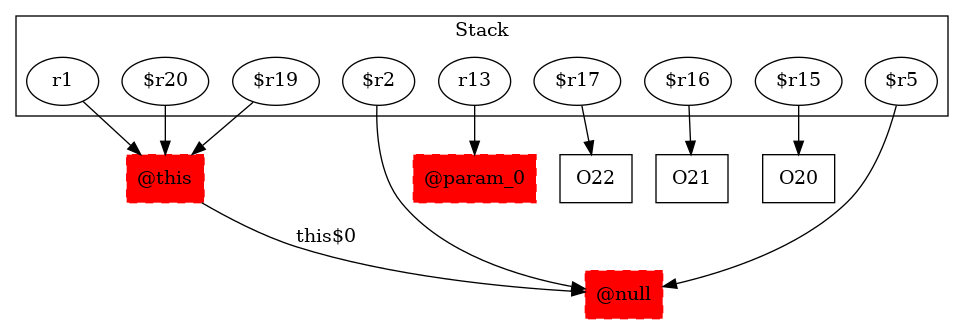 Stack
r1
$r20
$r19
$r2
r13
$r17
$r16
$r15
$r5
@this
@param_0
O22
O21
O20
this$0
@null